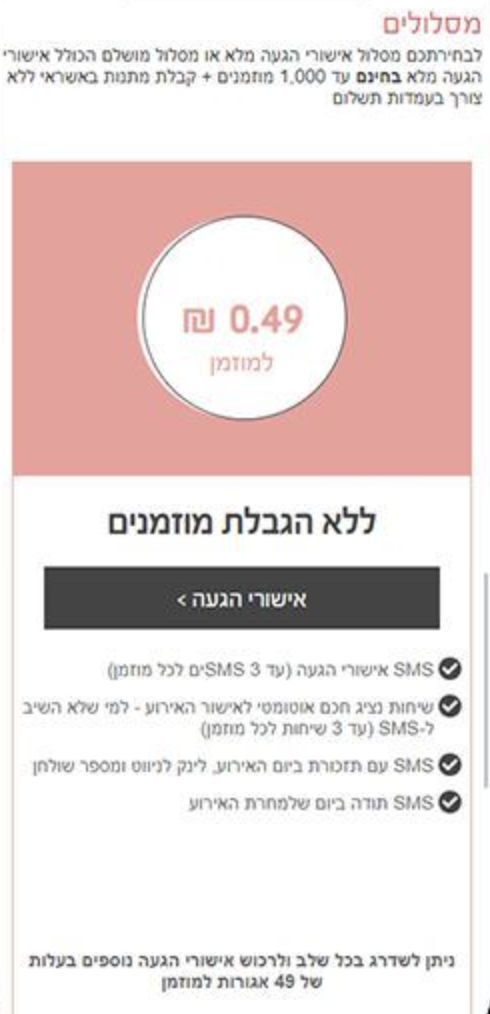 מסלולים
לבחירתכם מסלול אישורי הגעה מלא או מסלול מושלם הכולל אישורי
הגעה מלא בחינם עד 1,000 מוזמנים + קבלת מתנות באשראי ללא
צורך בעמדות תשלום
0.49 ₪
למוזמן
ללא הגבלת מוזמנים
אישורי הגעה >
SMS אישורי הגעה (עד 3 SMSים לכל מוזמן)
שיחות נציג חכם אוטומטי לאישור האירוע - למי שלא השיב
ל-SMS (עד 3 שיחות לכל מוזמן)
SMS עם תזכורת ביום האירוע, לינק לניווט ומספר שולחן
SMS תודה ביום שלמחרת האירוע
ניתן לשדרג בכל שלב ולרכוש אישורי הגעה נוספים בעלות
של 49 אגורות למוזמן